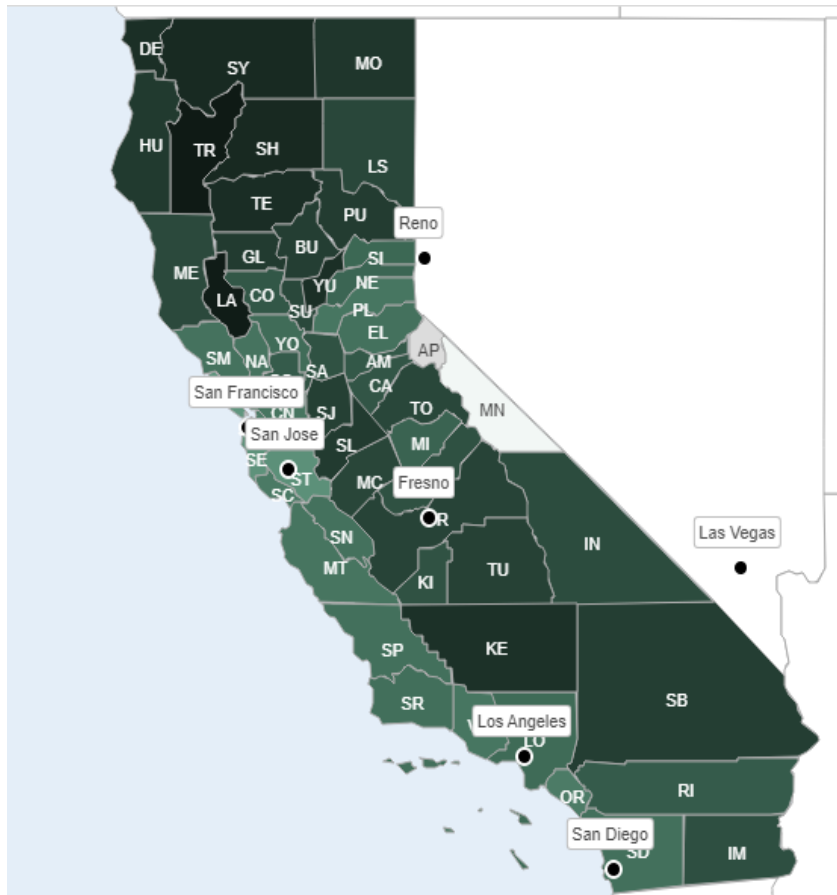 DE
SY
MO
HU
TR
SH
LS
TE
PU
Reno
BU
GL
SI
ME
YU
NE
LA
CO
SU
PL
EL
YO
SM
NA
AP
AM
SA
CA
San Francisco
MN
TO
CN
SJ
San Jose
SL
MI
SE
ST
MC
Fresno
SC
R
Las Vegas
SN
IN
MT
TU
KI
SP
KE
SR
SB
Los Angeles
LO
RI
OR
San Diego
SD
IM